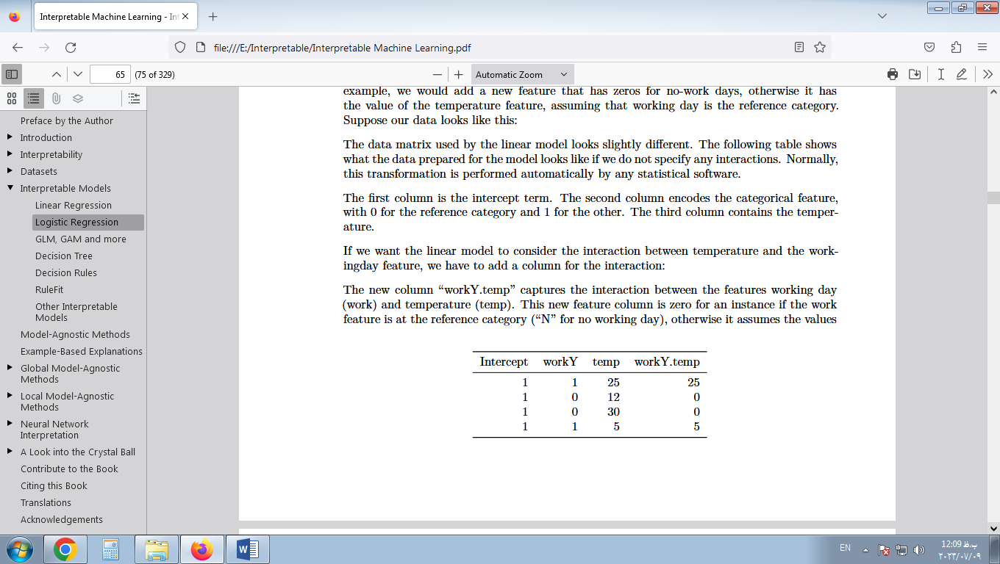 Interpretable Machine Learning - Int
file:///E:/Interpretable/Interpretable Machine Learning.pdf
65 (75 of 329)
Automatic Zoom
Preface by the Author
Introduction
Interpretability
Datasets
Interpretable Models
Linear Regression
Logistic Regression
GLM, GAM and more
Decision Tree
Decision Rules
RuleFit
Other Interpretable
Models
Model-Agnostic Methods
Example-Based Explanations
Global Model-Agnostic
Methods
Local Model-Agnostic
Methods
Neural Network
Interpretation
A Look into the Crystal Ball
Contribute to the Book
Citing this Book
Translations
Acknowledgements
example, we would add a new feature that has zeros for no-work days, otherwise it has
the value of the temperature feature, assuming that working day is the reference category.
Suppose our data looks like this:
The data matrix used by the linear model looks slightly different. The following table shows
what the data prepared for the model looks like if we do not specify any interactions. Normally,
this transformation is performed automatically by any statistical software.
The first column is the intercept term. The second column encodes the categorical feature,
with 0 for the reference category and 1 for the other. The third column contains the temper-
ature.
If we want the linear model to consider the interaction between temperature and the work-
ingday feature, we have to add a column for the interaction:
The new column “workY.temp” captures the interaction between the features working day
(work) and temperature (temp). This new feature column is zero for an instance if the work
feature is at the reference category (“N” for no working day), otherwise it assumes the values
Intercept workY temp workY.temp
1 1 25 25
1 0 12 0
1 0 30 0
1 1 5 5
W
EN
12:09 ب.ظ
۲۰۲۳/۰۷/۰۹